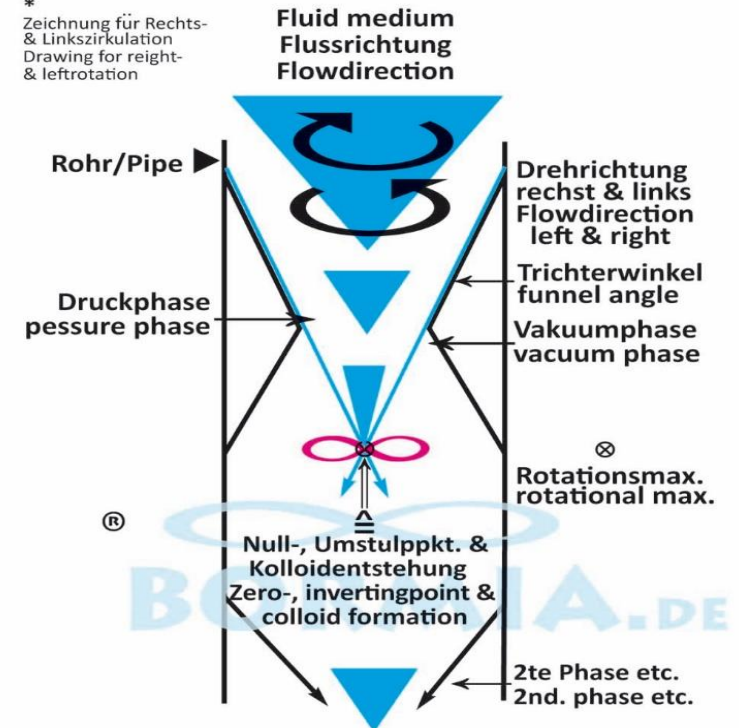 *
Zeichnung für Rechts-
& Linkszirkulation
Drawing for reight-
& leftrotation
Fluid medium
Flussrichtung
Flowdirection
Rohr/Pipe
Drehrichtung
rechst & links
Flowdirection
left & right
Trichterwinkel
funnel angle
Druckphase
pessure phase
Vakuumphase
vacuum phase
⊗
Rotationsmax.
rotational max.
®
Null-, Umstulppkt. &
Kolloidentstehung
Zero-, invertingpoint &
colloid formation
BORMIA.DE
2te Phase etc.
2nd. phase etc.